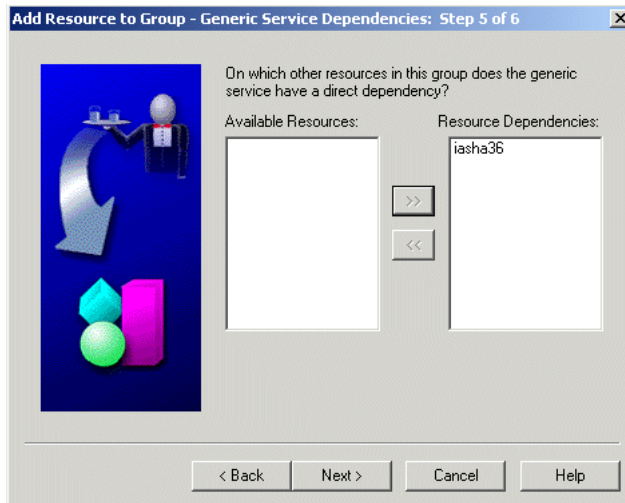 Add Resource to Group - Generic Service Dependencies: Step 5 of 6
On which other resources in this group does the generic
service have a direct dependency?
Available Resources:
Resource Dependencies:
iasha36
>>
<<
< Back
Next >
Cancel
Help